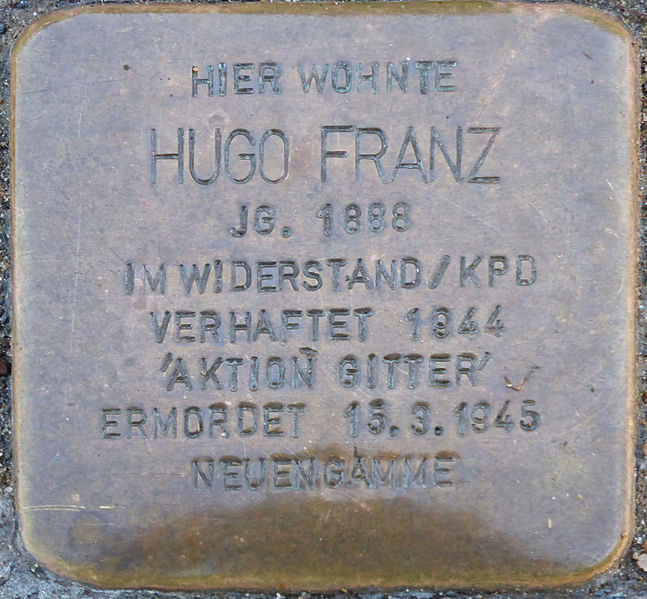 HIER WOHNTE
HUGO FRANZ
JG. 1888
IM WIDERSTAND/KPD
VERHAFTET 1944
'AKTION GITTER'
ERMORDET 15.3.1945
NEUENGAMME